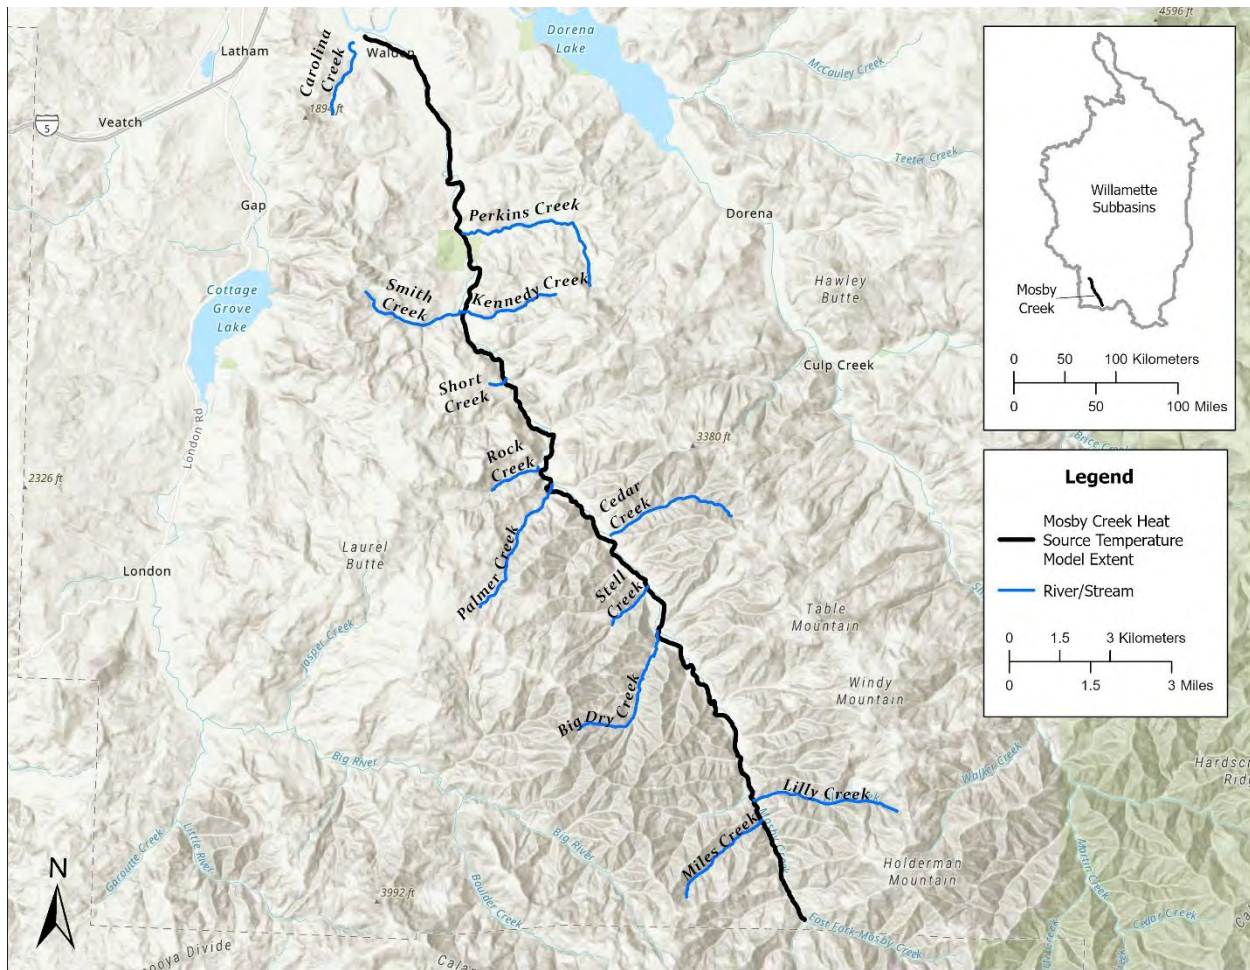 4596 ft
Dorena
Lake
Latham
Walden
Carolina
Creek
McCauley Creek
1894 ft
Veatch
5
Teeter Creek
Gap
Perkins Creek
Dorena
Smith
Creek
Kennedy Creek
Hawley
Butte
Cottage
Grove
Lake
Short
Creek
Culp Creek
London Rd
3380 ft
Rock
Creek
2326 ft
Cedar
Creek
Palmer Creek
Laurel
Butte
London
Stell
Creek
Table
Mountain
Jasper Creek
Windy
Mountain
Big Dry Creek
Big River
Lilly Creek
Walker Creek
Mosby Creek
Miles Creek
Big River
Little River
Garoutte Creek
Holderman
Mountain
Martin Creek
3992 ft
Boulder Creek
East Fork-Mosby Creek
Cedar Creek
N
Willamette
Subbasins
Mosby
Creek
0 50 100 Kilometers
0 50 100 Miles
Brice Creek
Legend
Mosby Creek Heat
Source Temperature
Model Extent
River/Stream
0 1.5 3 Kilometers
0 1.5 3 Miles